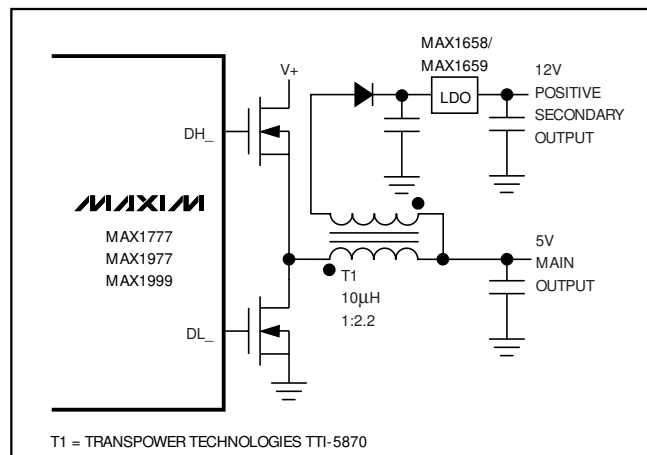 MAX1658/
MAX1659
V+
12V
POSITIVE
SECONDARY
OUTPUT
LDO
DH_
MAXIM
MAX1777
MAX1977
MAX1999
5V
MAIN
OUTPUT
T1
10µH
1:2.2
DL_
T1 = TRANSPOWER TECHNOLOGIES TTI-5870